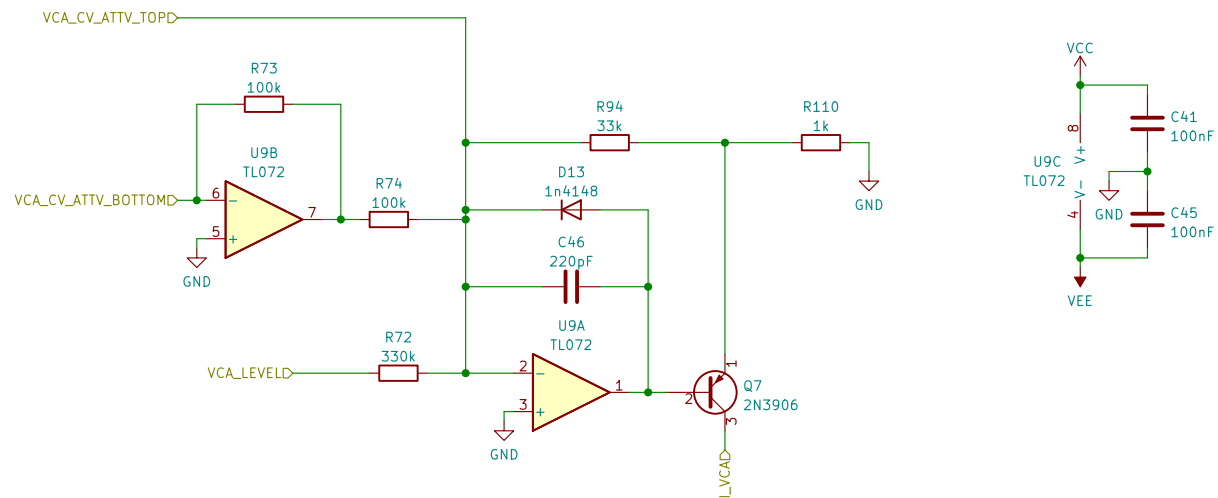 VCA_CV_ATTV_TOP
VCC
R73
100k
R94
33k
R110
1k
C41
100nF
8
V+
U9B
TL072
U9C
TL072
V-
4
D13
1n4148
R74
100k
VCA_CV_ATTV_BOTTOM
6
7
5
GND
GND
GND
C45
100nF
C46
220pF
VEE
U9A
TL072
R72
330k
VCA_LEVEL
2
1
3
1
2
3
Q7
2N3906
GND
I_VCA